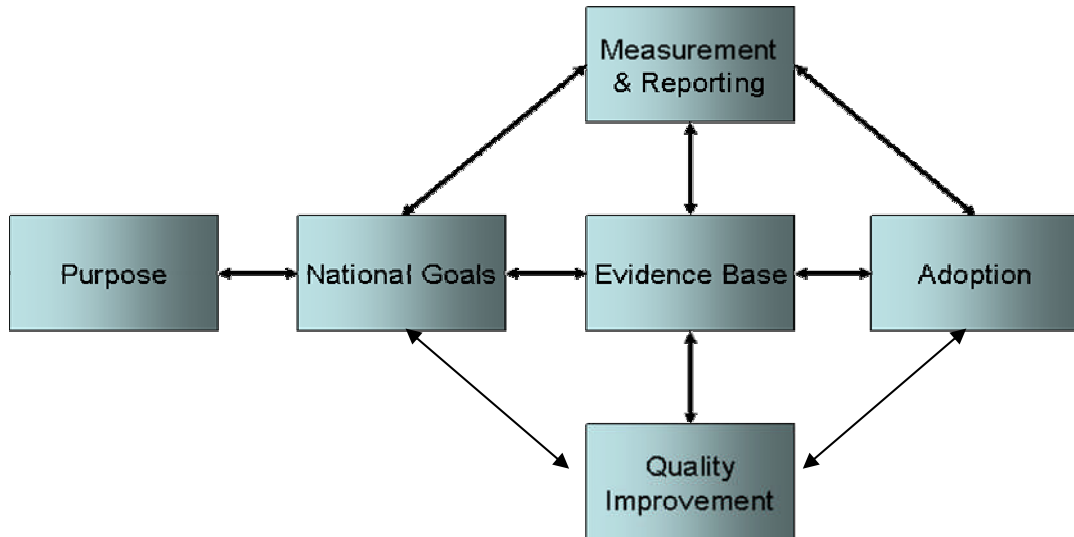 Measurement
& Reporting
Purpose
National Goals
Evidence Base
Adoption
Quality
Improvement